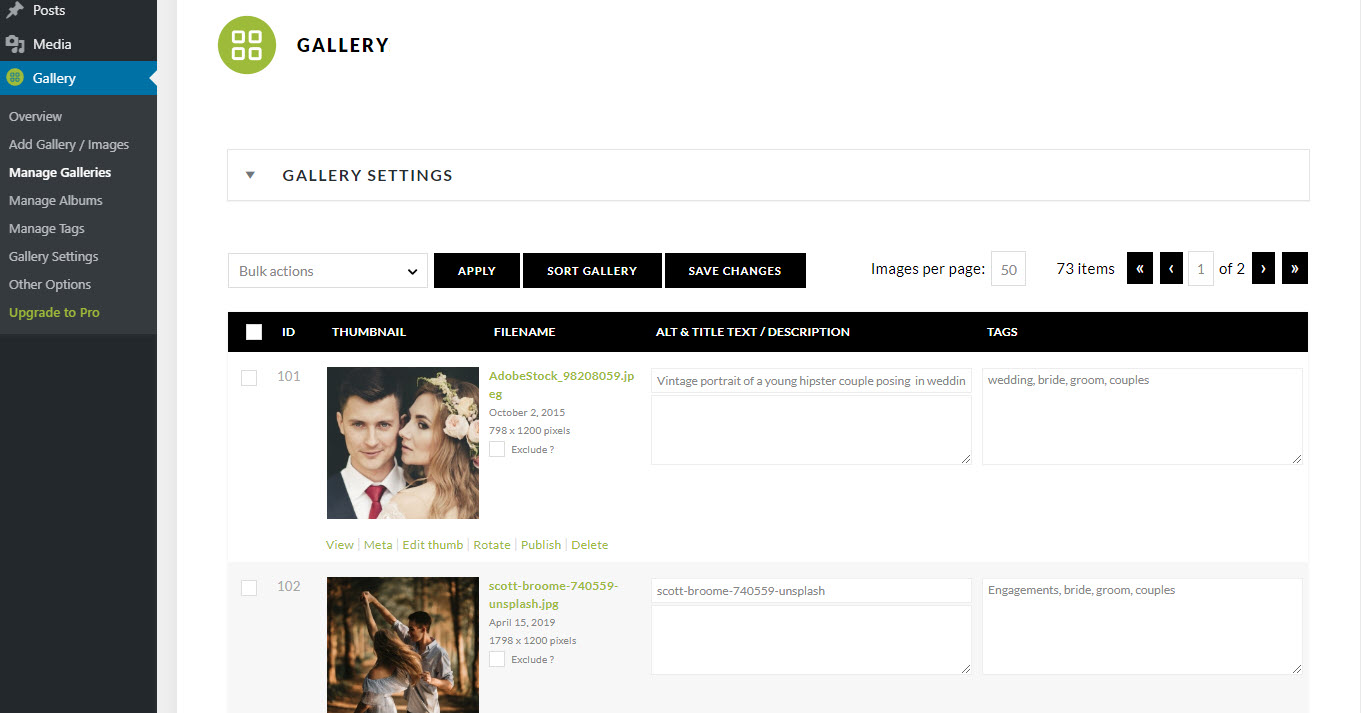 Posts
Media
Gallery
Overview
Add Gallery / Images
Manage Galleries
Manage Albums
Manage Tags
Gallery Settings
Other Options
Upgrade to Pro
GALLERY
GALLERY SETTINGS
Bulk actions APPLY SORT GALLERY SAVE CHANGES Images per page: 50 73 items « ‹ 1 of 2 › »
ID THUMBNAIL FILENAME ALT & TITLE TEXT / DESCRIPTION TAGS
101
AdobeStock_98208059.jp
eg
October 2, 2015
798 x 1200 pixels
Exclude ?
Vintage portrait of a young hipster couple posing in weddin
wedding, bride, groom, couples
View | Meta | Edit thumb | Rotate | Publish | Delete
102
scott-broome-740559-
unsplash.jpg
April 15, 2019
1798 x 1200 pixels
Exclude ?
scott-broome-740559-unsplash
Engagements, bride, groom, couples